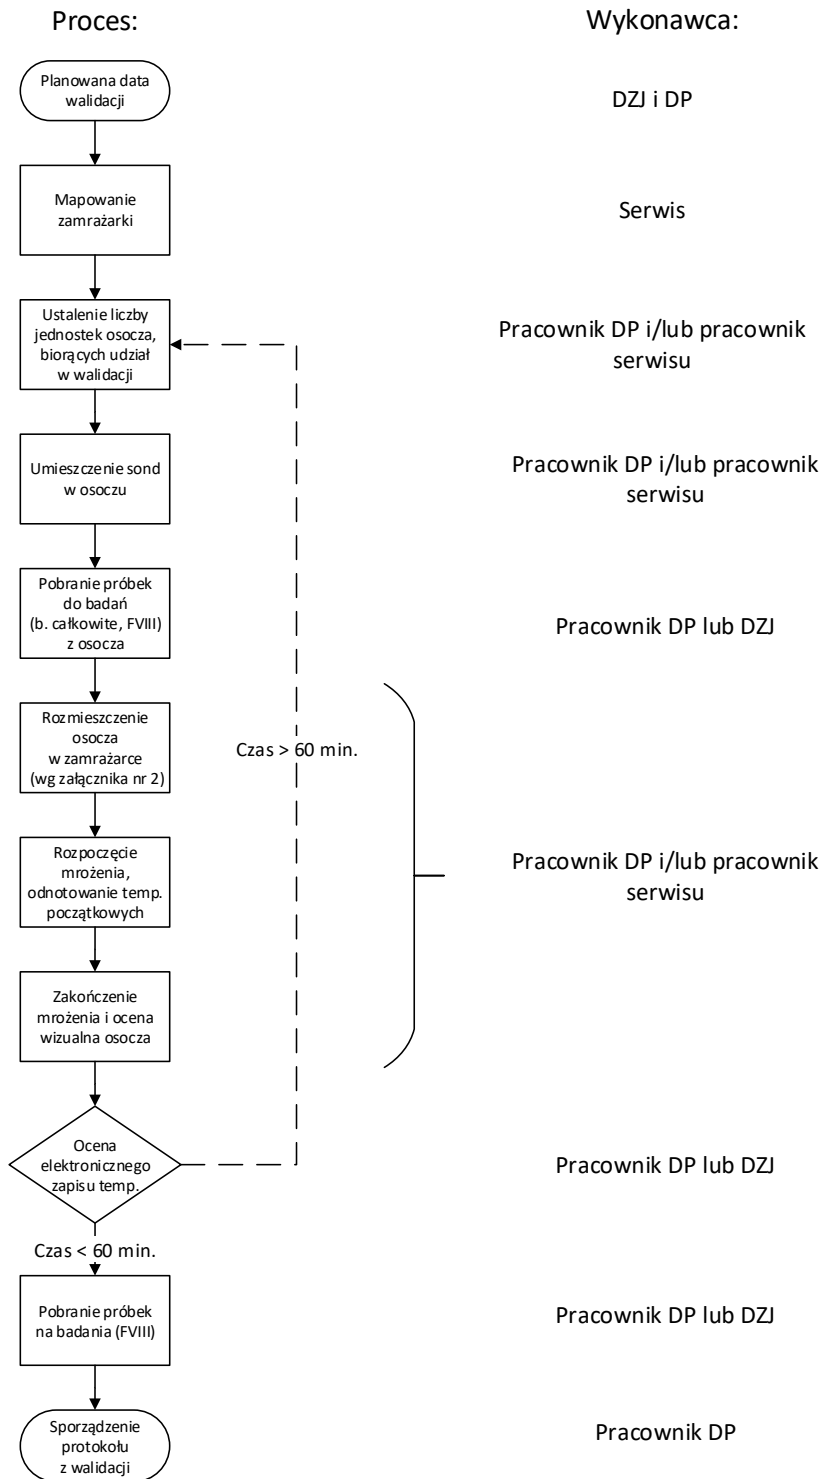 Proces:
Wykonawca:
Planowana data
walidacji
DZJ i DP
Mapowanie
zamrażarki
Serwis
Ustalenie liczby
jednostek osocza,
biorących udział
w walidacji
Pracownik DP i/lub pracownik
serwisu
Umieszczenie sond
w osoczu
Pracownik DP i/lub pracownik
serwisu
Pobranie próbek
do badań
(b. całkowite, FVIII)
z osocza
Pracownik DP lub DZJ
Rozmieszczenie
osocza
w zamrażarce
(wg załącznika nr 2)
Czas > 60 min.
Rozpoczęcie
mrożenia,
odnotowanie temp.
początkowych
Pracownik DP i/lub pracownik
serwisu
Zakończenie
mrożenia i ocena
wizualna osocza
Ocena
elektronicznego
zapisu temp.
Pracownik DP lub DZJ
Czas < 60 min.
Pobranie próbek
na badania (FVIII)
Pracownik DP lub DZJ
Sporządzenie
protokołu
z walidacji
Pracownik DP